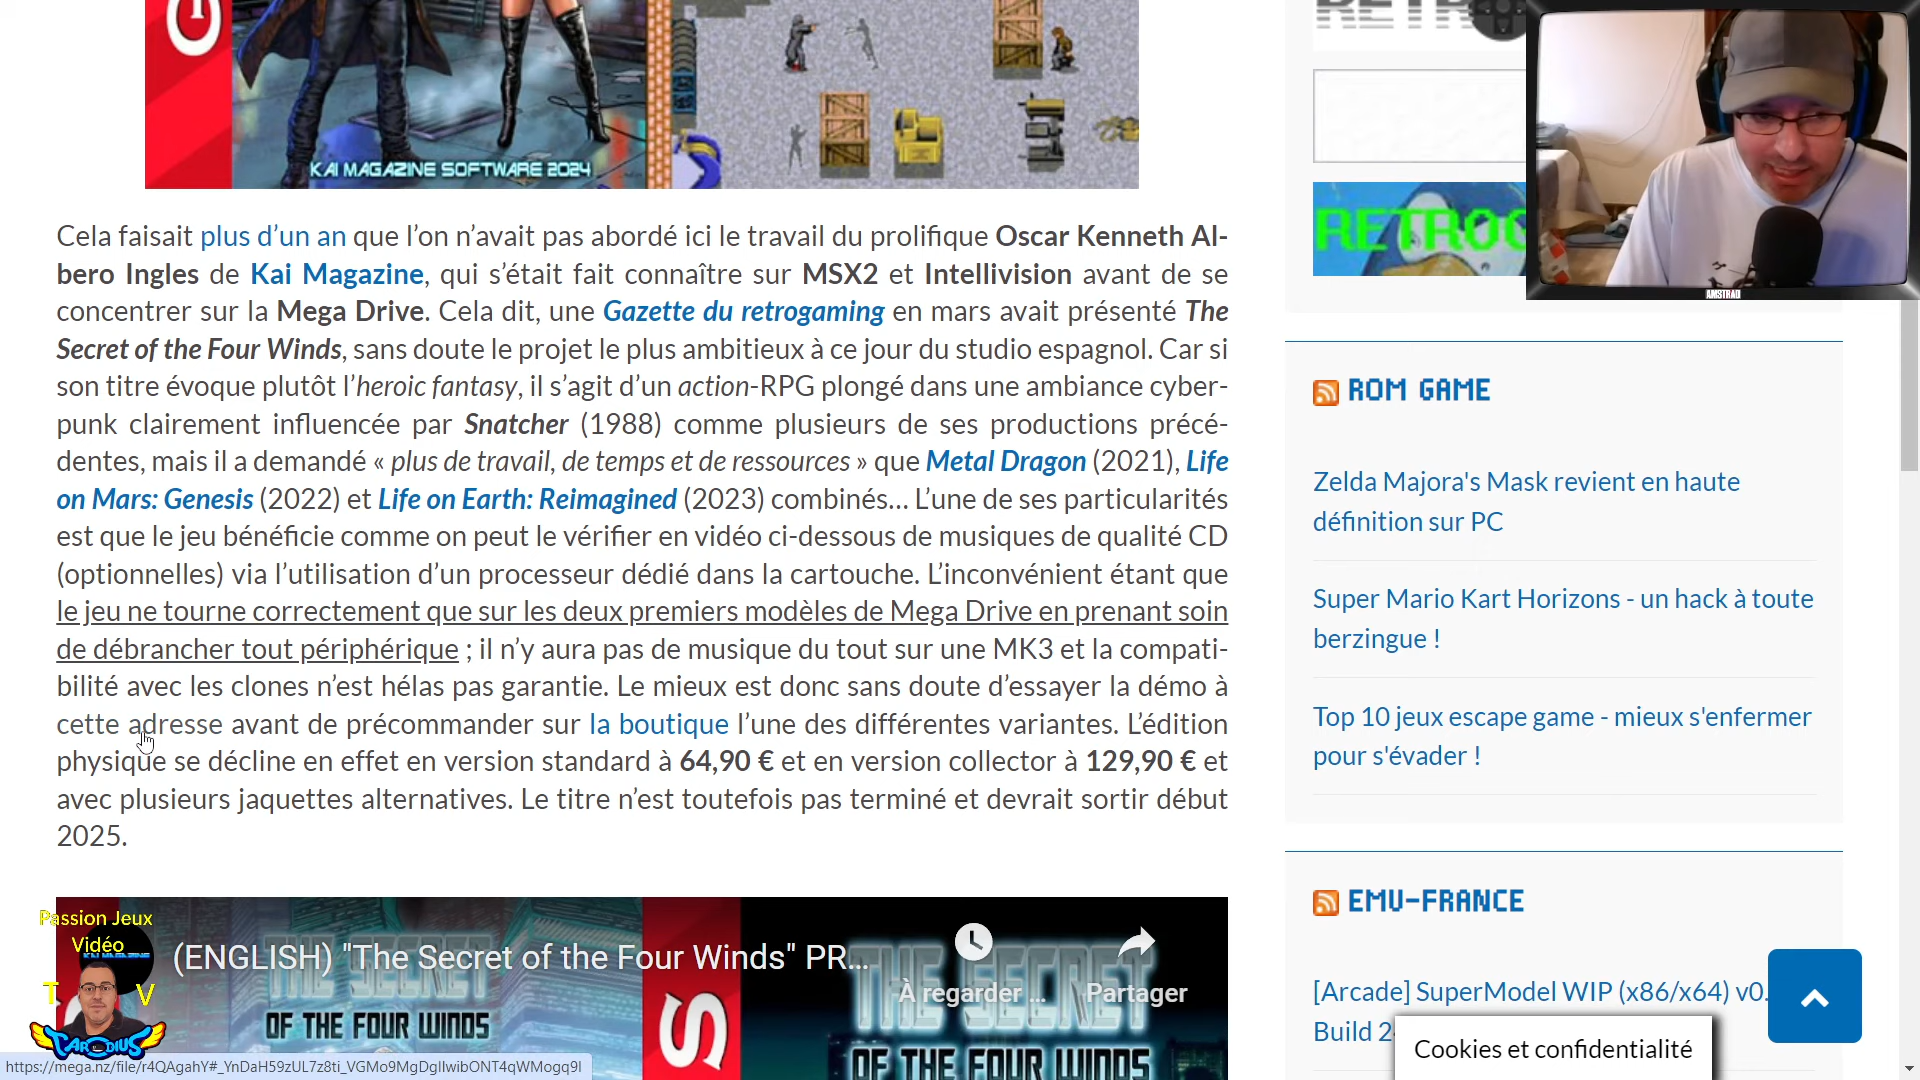 KAI MAGAZINE SOFTWARE 2024
RETR
RETROG
AMSTRAD
Cela faisait plus d’un an que l’on n’avait pas abordé ici le travail du prolifique Oscar Kenneth Al-
bero Ingles de Kai Magazine, qui s’était fait connaître sur MSX2 et Intellivision avant de se
concentrer sur la Mega Drive. Cela dit, une Gazette du retrogaming en mars avait présenté The
Secret of the Four Winds, sans doute le projet le plus ambitieux à ce jour du studio espagnol. Car si
son titre évoque plutôt l’heroic fantasy, il s’agit d’un action-RPG plongé dans une ambiance cyber-
punk clairement influencée par Snatcher (1988) comme plusieurs de ses productions précé-
dentes, mais il a demandé « plus de travail, de temps et de ressources » que Metal Dragon (2021), Life
on Mars: Genesis (2022) et Life on Earth: Reimagined (2023) combinés... L’une de ses particularités
est que le jeu bénéficie comme on peut le vérifier en vidéo ci-dessous de musiques de qualité CD
(optionnelles) via l’utilisation d’un processeur dédié dans la cartouche. L’inconvénient étant que
le jeu ne tourne correctement que sur les deux premiers modèles de Mega Drive en prenant soin
de débrancher tout périphérique ; il n’y aura pas de musique du tout sur une MK3 et la compati-
bilité avec les clones n’est hélas pas garantie. Le mieux est donc sans doute d’essayer la démo à
cette adresse avant de précommander sur la boutique l’une des différentes variantes. L’édition
physique se décline en effet en version standard à 64,90 € et en version collector à 129,90 € et
avec plusieurs jaquettes alternatives. Le titre n’est toutefois pas terminé et devrait sortir début
2025.
ROM GAME
Zelda Majora's Mask revient en haute
définition sur PC
Super Mario Kart Horizons - un hack à toute
berzingue !
Top 10 jeux escape game - mieux s'enfermer
pour s'évader !
EMU-FRANCE
[Arcade] SuperModel WIP (x86/x64) v0.
Build 2
Cookies et confidentialité
Passion Jeux
Vidéo
KAI MAGAZINE
T V
PARODIUS
(ENGLISH) "The Secret of the Four Winds" PR...
À regarder ...
Partager
THE SECRET
OF THE FOUR WINDS
THE SECRET
OF THE FOUR WINDS
https://mega.nz/file/r4QAgahY#_YnDaH59zUL7z8ti_VGMo9MgDgIlwibONT4qWMogq9I